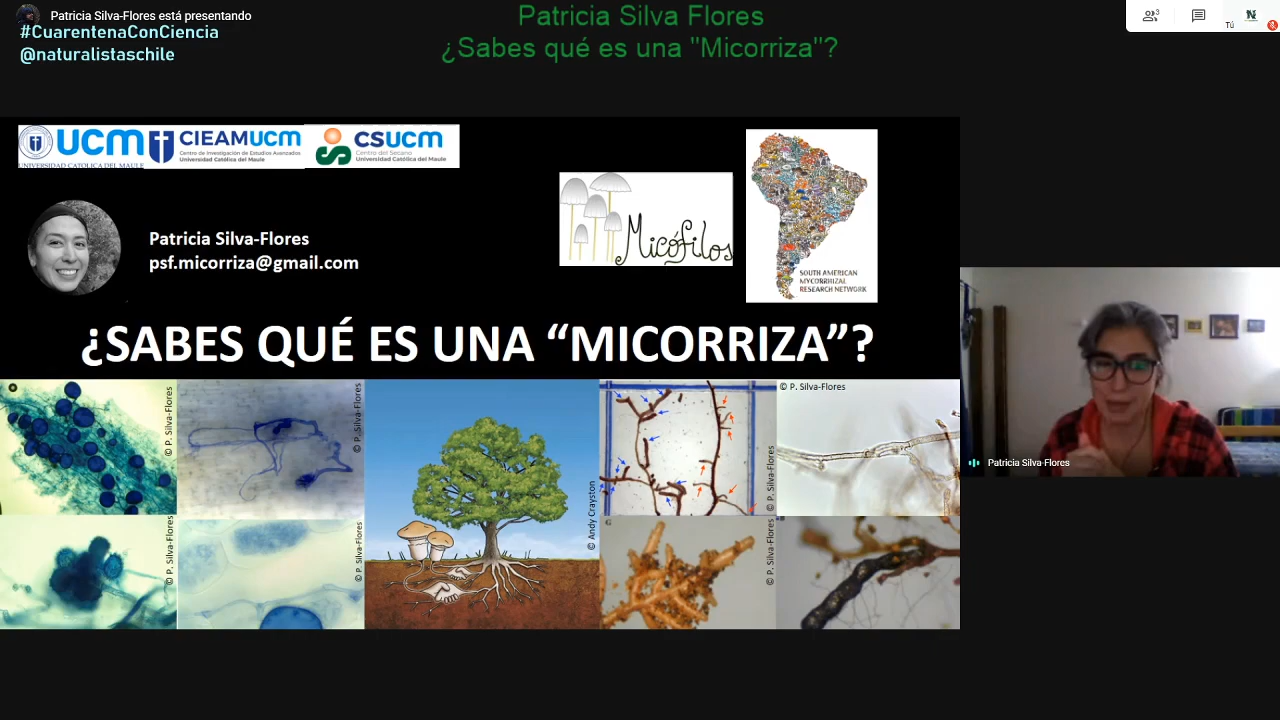 Patricia Silva-Flores está presentando
#CuarentenaConCiencia
@naturalistaschile
Patricia Silva Flores
¿Sabes qué es una "Micorriza"?
3
Tú
UCM
UNIVERSIDAD CATOLICA DEL MAULE
CIEAMUCM
Centro de Investigación de Estudios Avanzados
Universidad Católica del Maule
CSUCM
Centro del Secano
Universidad Católica del Maule
Micófilos
SOUTH AMERICAN
MYCORRHIZAL
RESEARCH NETWORK
Patricia Silva-Flores
psf.micorriza@gmail.com
¿SABES QUÉ ES UNA “MICORRIZA”?
© P. Silva-Flores
© P. Silva-Flores
© Andy Crayston
© P. Silva-Flores
© P. Silva-Flores
© P. Silva-Flores
© P. Silva-Flores
© P. Silva-Flores
Patricia Silva-Flores